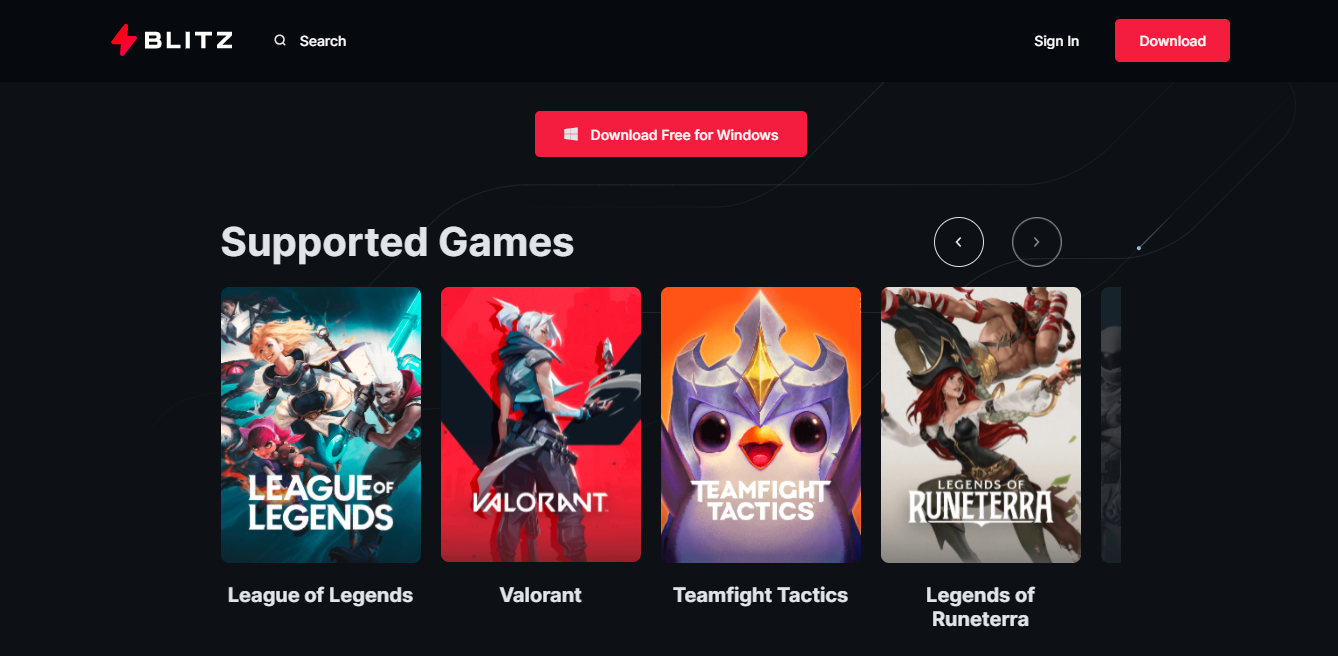 BLITZ
Search
Sign In
Download
Download Free for Windows
Supported Games
LEAGUE OF
LEGENDS
VALORANT
TEAMFIGHT
TACTICS
LEGENDS OF
RUNETERRA
League of Legends
Valorant
Teamfight Tactics
Legends of
Runeterra